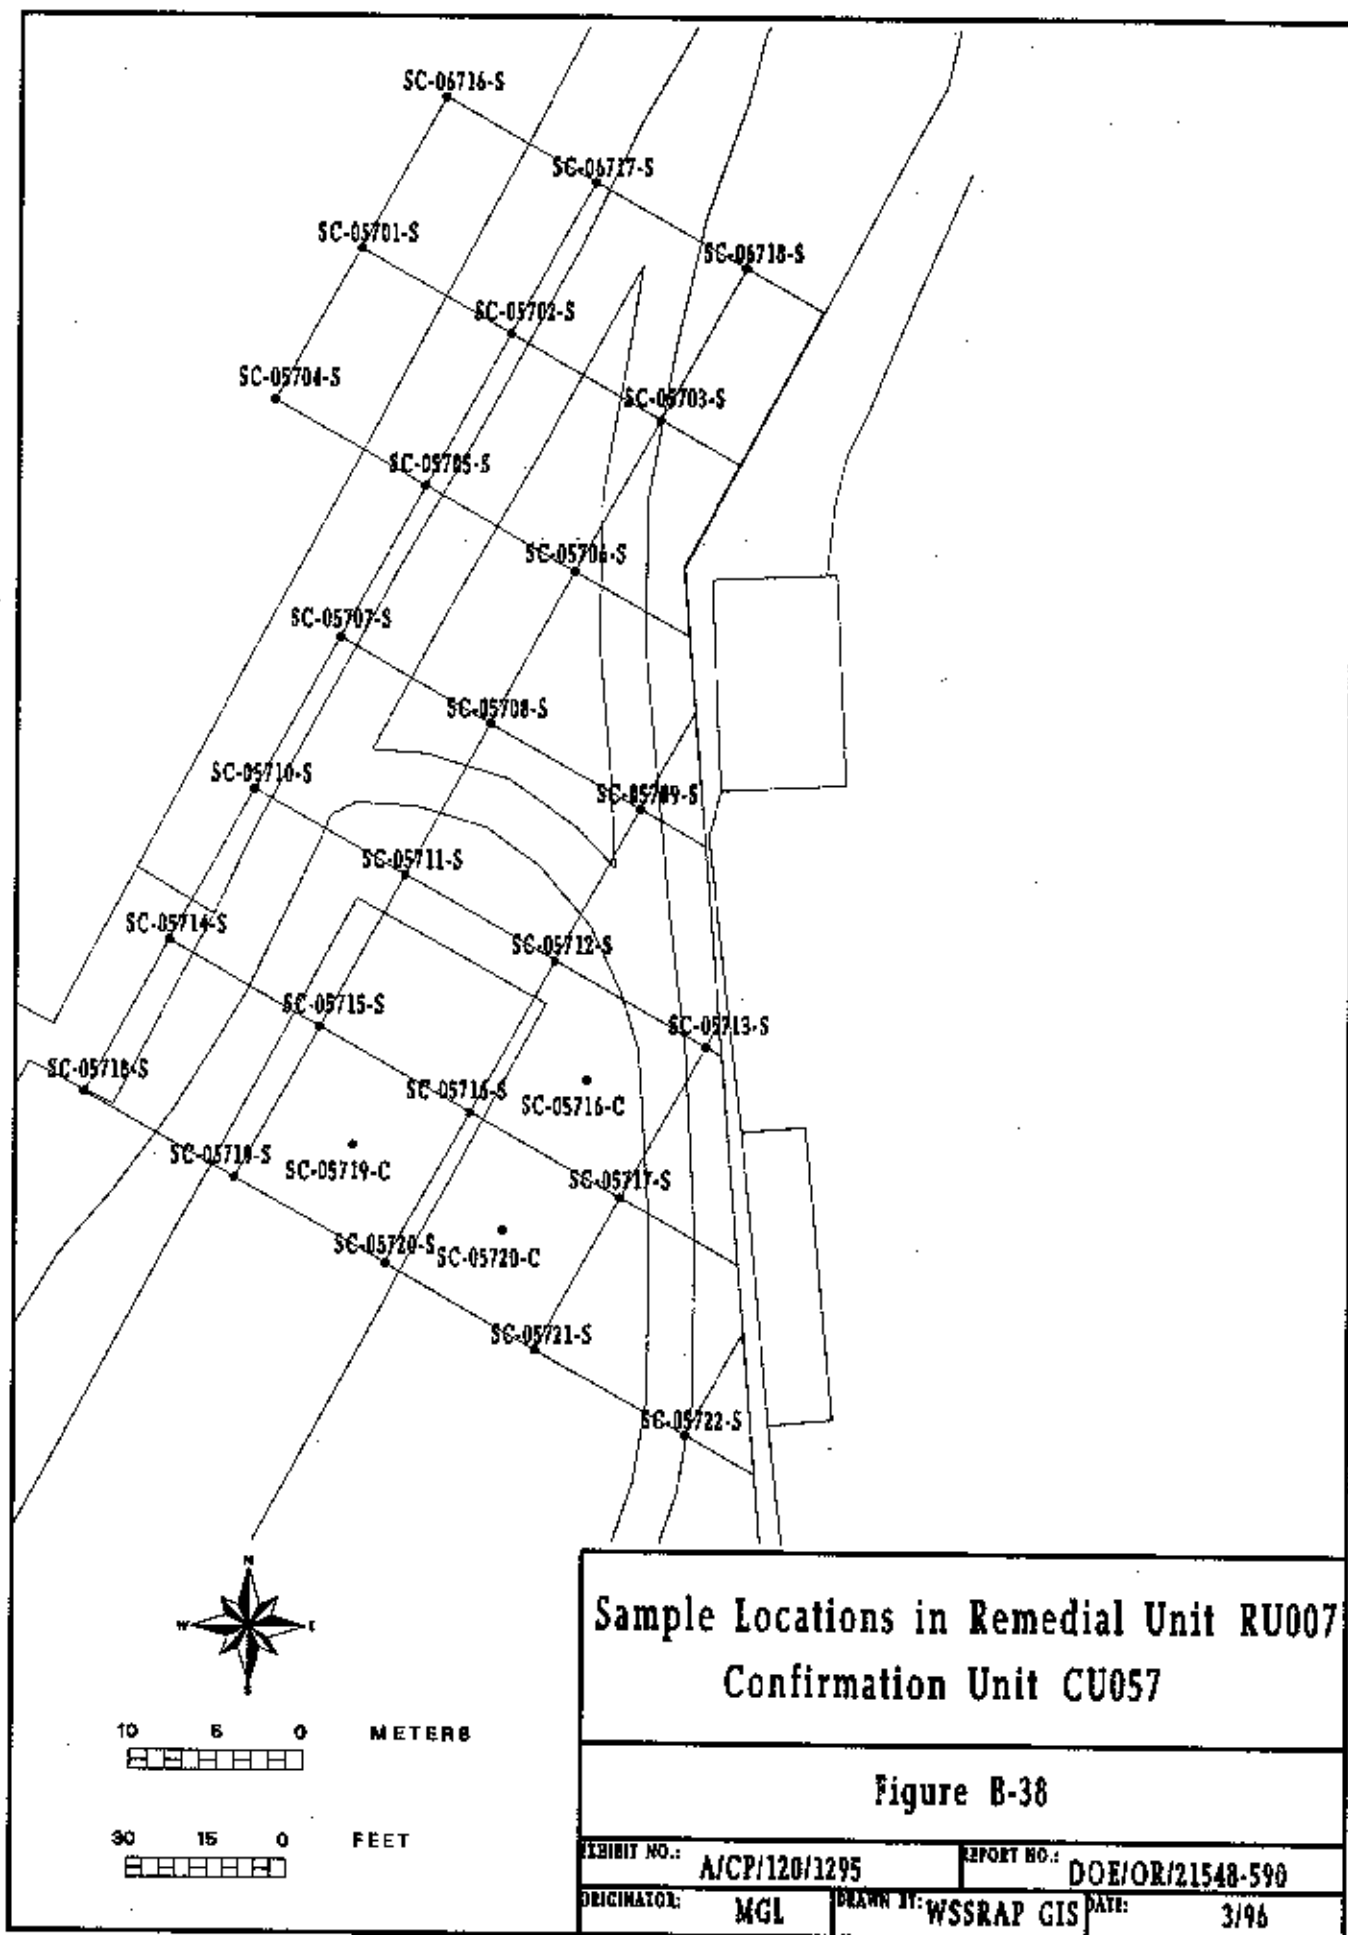 SC-06716-S
SC-06717-S
SC-05701-S
SC-06718-S
SC-05702-S
SC-05704-S
SC-05703-S
SC-05705-S
SC-05706-S
SC-05707-S
SC-05708-S
SC-05710-S
SC-05709-S
SC-05711-S
SC-05714-S
SC-05712-S
SC-05715-S
SC-05713-S
SC-05718-S
SC-05716-S
SC-05716-C
SC-05719-S
SC-05719-C
SC-05717-S
SC-05720-S
SC-05720-C
SC-05721-S
SC-05722-S
N
W E
S
10 5 0 METERS
30 15 0 FEET
Sample Locations in Remedial Unit RU007
Confirmation Unit CU057
Figure B-38
EXHIBIT NO.: A/CP/120/1295
REPORT NO.: DOE/OR/21548-590
ORIGINATOR: MGL
DRAWN BY: WSSRAP GIS
DATE: 3/96